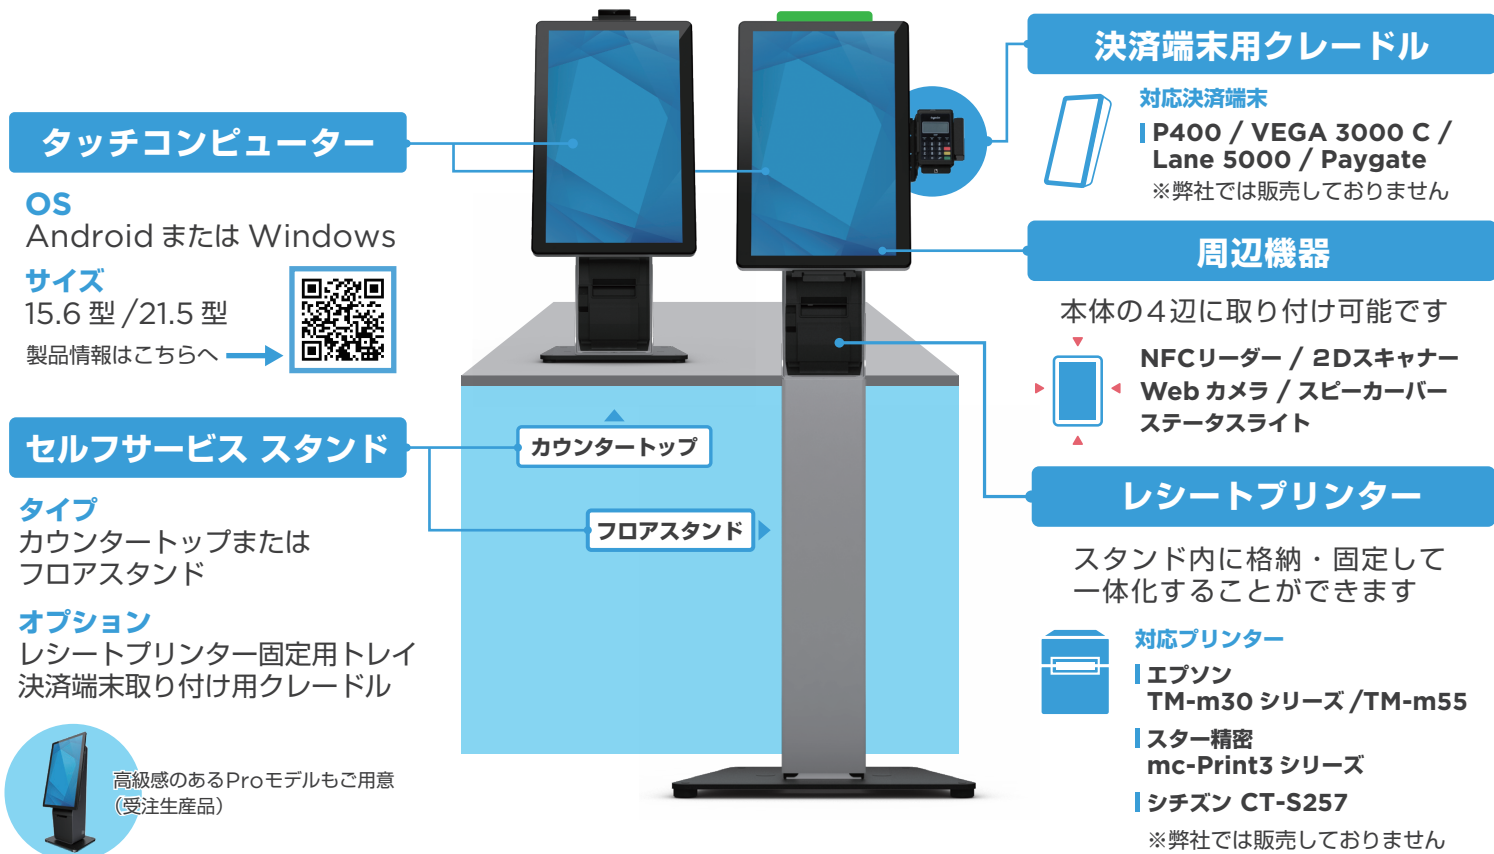 タッチコンピューター
OS
Android または Windows
サイズ
15.6 型 /21.5 型
製品情報はこちらへ
セルフサービス スタンド
タイプ
カウンタートップまたは
フロアスタンド
オプション
レシートプリンター固定用トレイ
決済端末取り付け用クレードル
高級感のあるProモデルもご用意
（受注生産品）
カウンタートップ
フロアスタンド
決済端末用クレードル
対応決済端末
P400 / VEGA 3000 C /
Lane 5000 / Paygate
※弊社では販売しておりません
周辺機器
本体の4辺に取り付け可能です
NFCリーダー / 2Dスキャナー
Web カメラ / スピーカーバー
ステータスライト
レシートプリンター
スタンド内に格納・固定して
一体化することができます
対応プリンター
エプソン
TM-m30 シリーズ /TM-m55
スター精密
mc-Print3 シリーズ
シチズン CT-S257
※弊社では販売しておりません